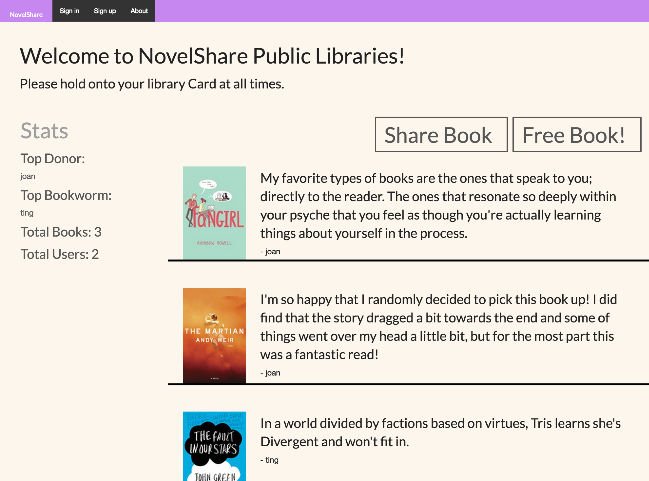 NovelShare Sign in Sign up About
Welcome to NovelShare Public Libraries!
Please hold onto your library Card at all times.
Stats
Top Donor:
joan
Top Bookworm:
ting
Total Books: 3
Total Users: 2
Share Book Free Book!
FANGIRL
RAINBOW ROWELL
My favorite types of books are the ones that speak to you;
directly to the reader. The ones that resonate so deeply within
your psyche that you feel as though you're actually learning
things about yourself in the process.
- joan
THE MARTIAN
ANDY WEIR
I'm so happy that I randomly decided to pick this book up! I did
find that the story dragged a bit towards the end and some of
things went over my head a little bit, but for the most part this
was a fantastic read!
- joan
THE FAULT
IN OUR STARS
JOHN GREEN
In a world divided by factions based on virtues, Tris learns she's
Divergent and won't fit in.
- ting